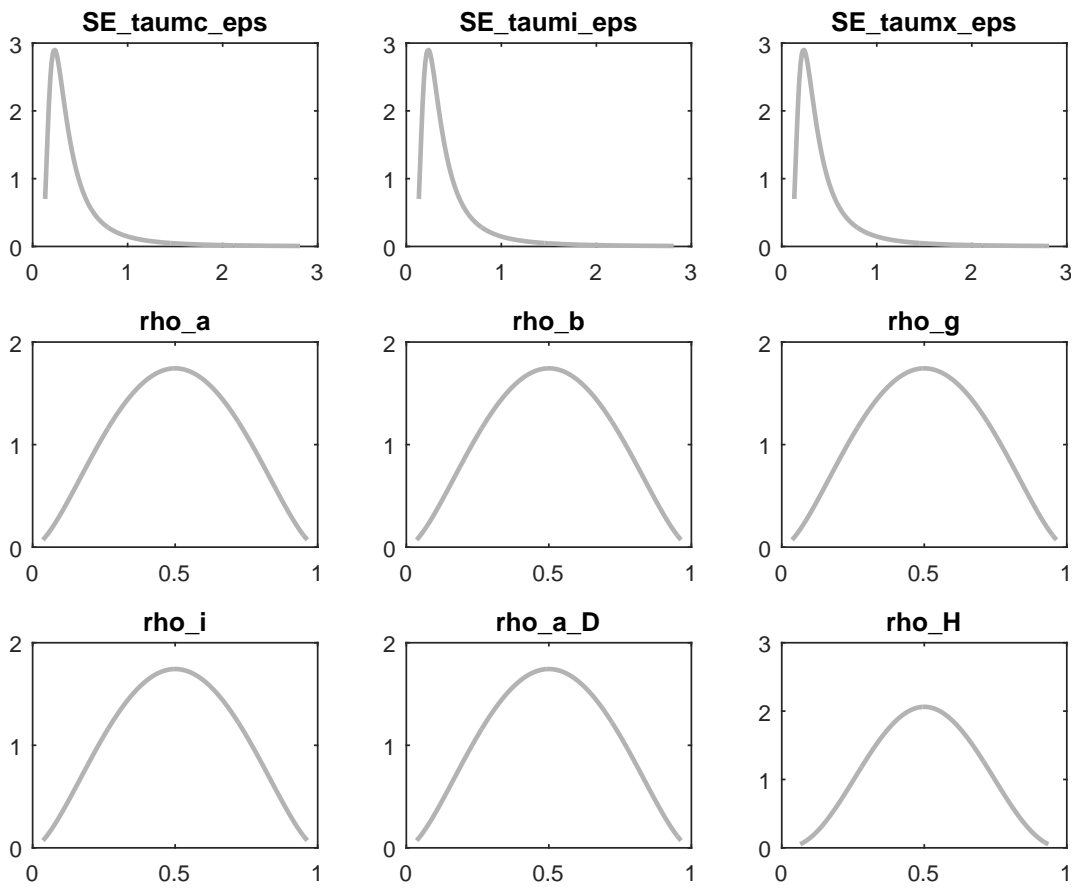 SE_taumc_eps SE_taumi_eps SE_taumx_eps
3 3 3
2 2 2
1 1 1
0 0 0
0 1 2 3 0 1 2 3 0 1 2 3
rho_a rho_b rho_g
2 2 2
1 1 1
0 0 0
0 0.5 1 0 0.5 1 0 0.5 1
rho_i rho_a_D rho_H
2 2 3
2
1 1
1
0 0 0
0 0.5 1 0 0.5 1 0 0.5 1